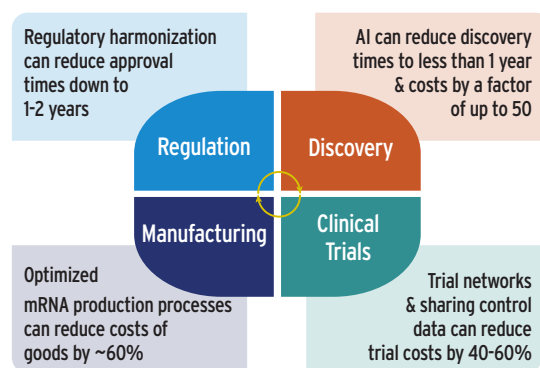 Regulatory harmonization
can reduce approval
times down to
1-2 years
AI can reduce discovery
times to less than 1 year
& costs by a factor
of up to 50
Regulation
Discovery
Manufacturing
Clinical
Trials
Optimized
mRNA production processes
can reduce costs of
goods by ~60%
Trial networks
& sharing control
data can reduce
trial costs by 40-60%